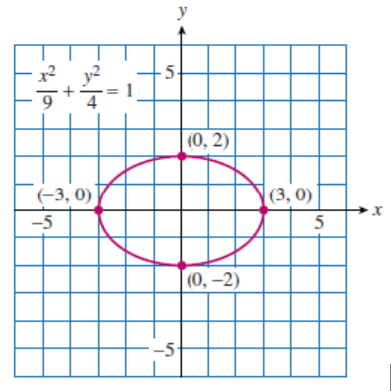 y
x²/9 + y²/4 = 1
5
(0, 2)
(−3, 0)
(3, 0)
x
−5
5
(0, −2)
−5